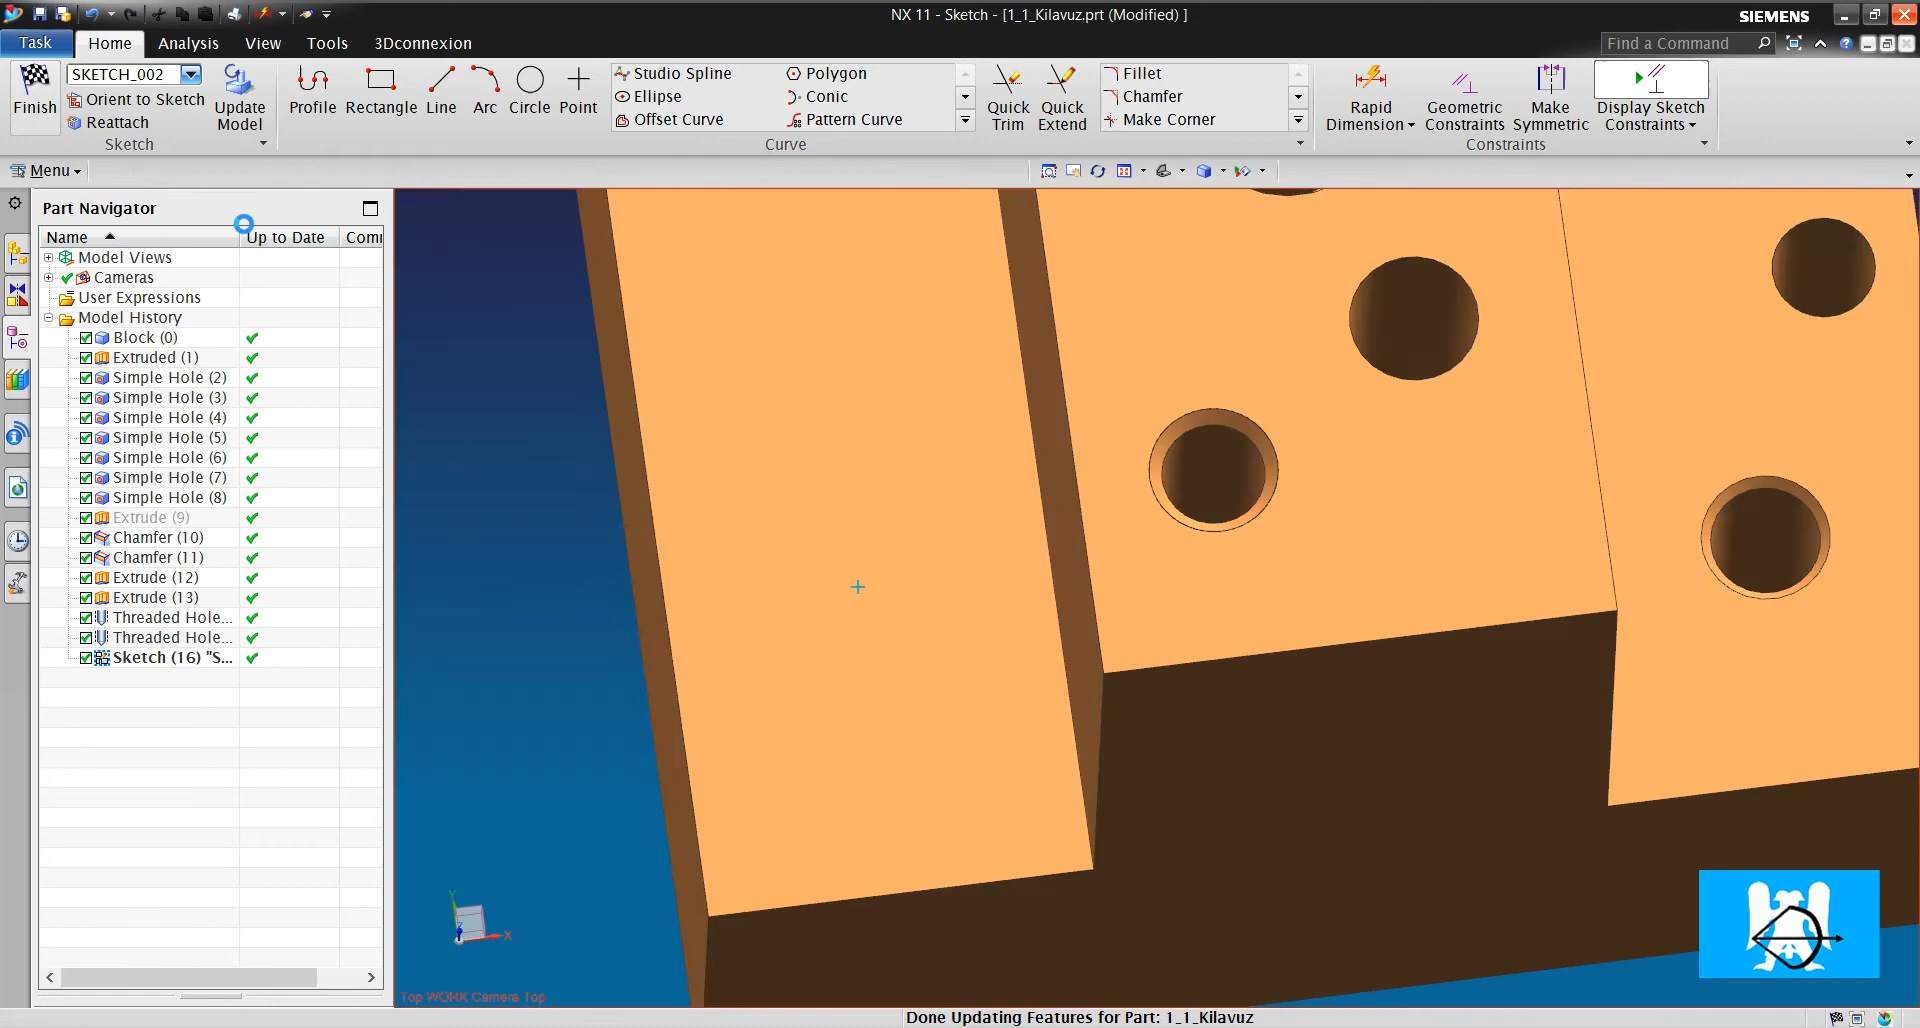 NX 11 - Sketch - [1_1_Kilavuz.prt (Modified) ]
SIEMENS
Task Home Analysis View Tools 3Dconnexion
Find a Command
Finish
SKETCH_002
Orient to Sketch
Reattach
Update Model
Sketch
Profile
Rectangle
Line
Arc
Circle
Point
Studio Spline
Polygon
Ellipse
Conic
Offset Curve
Pattern Curve
Quick Trim
Quick Extend
Fillet
Chamfer
Make Corner
Curve
Rapid Dimension
Geometric Constraints
Make Symmetric
Display Sketch Constraints
Constraints
Menu
Part Navigator
Name Up to Date Com
Model Views
Cameras
User Expressions
Model History
Block (0)
Extruded (1)
Simple Hole (2)
Simple Hole (3)
Simple Hole (4)
Simple Hole (5)
Simple Hole (6)
Simple Hole (7)
Simple Hole (8)
Extrude (9)
Chamfer (10)
Chamfer (11)
Extrude (12)
Extrude (13)
Threaded Hole...
Threaded Hole...
Sketch (16) "S...
Y
Z
X
Top WORK Camera Top
Done Updating Features for Part: 1_1_Kilavuz